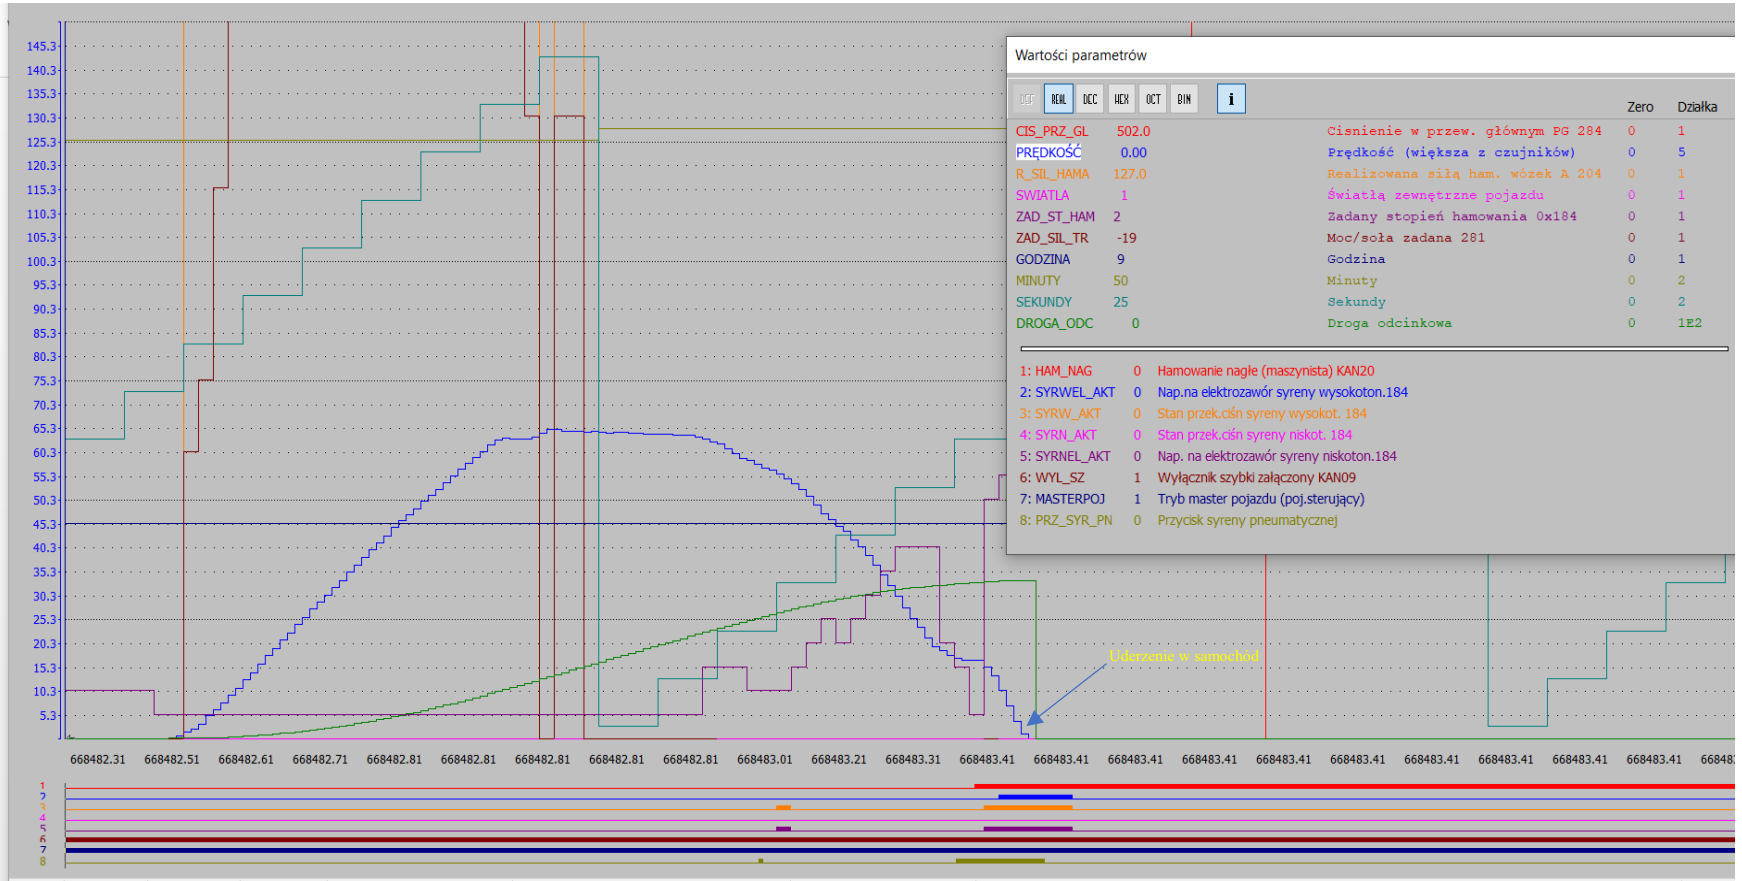 145.3
140.3
135.3
130.3
125.3
120.3
115.3
110.3
105.3
100.3
95.3
90.3
85.3
80.3
75.3
70.3
65.3
60.3
55.3
50.3
45.3
40.3
35.3
30.3
25.3
20.3
15.3
10.3
5.3
Wartości parametrów
REAL DEC HEX OCT BIN i
Zero Działka
CIS_PRZ_GL 502.0 Cisnienie w przew. głównym PG 284 0 1
PRĘDKOŚĆ 0.00 Prędkość (większa z czujników) 0 5
R_SIL_HAMA 127.0 Realizowana siłą ham. wózek A 204 0 1
SWIATLA 1 Światłą zewnętrzne pojazdu 0 1
ZAD_ST_HAM 2 Zadany stopień hamowania 0x184 0 1
ZAD_SIL_TR -19 Moc/soła zadana 281 0 1
GODZINA 9 Godzina 0 1
MINUTY 50 Minuty 0 2
SEKUNDY 25 Sekundy 0 2
DROGA_ODC 0 Droga odcinkowa 0 1E2
1: HAM_NAG 0 Hamowanie nagłe (maszynista) KAN20
2: SYRWEL_AKT 0 Nap.na elektrozawór syreny wysokoton.184
3: SYRW_AKT 0 Stan przek.ciśn syreny wysokot. 184
4: SYRN_AKT 0 Stan przek.ciśn syreny niskot. 184
5: SYRNEL_AKT 0 Nap. na elektrozawór syreny niskoton.184
6: WYL_SZ 1 Wyłącznik szybki załączony KAN09
7: MASTERPOJ 1 Tryb master pojazdu (poj.sterujący)
8: PRZ_SYR_PN 0 Przycisk syreny pneumatycznej
Uderzenie w samochód
668482.31 668482.51 668482.61 668482.71 668482.81 668482.81 668482.81 668482.81 668482.81 668483.01 668483.21 668483.31 668483.41 668483.41 668483.41 668483.41 668483.41 668483.41 668483.41 668483.41 668483.41 668483.41 66848
1
2
3
4
5
6
7
8